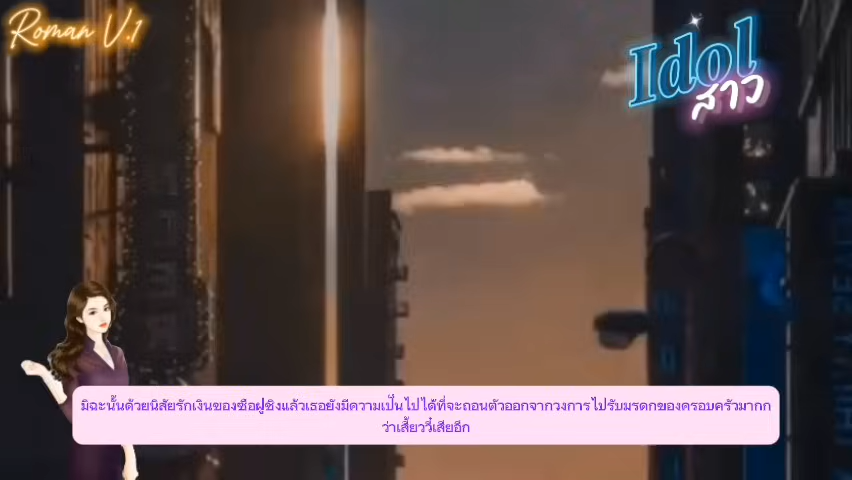 Roman V.1
Idol
สาว
มิฉะนั้นด้วยนิสัยรักเงินของซือฝูชิงแล้วเธอยังมีความเป็นไปได้ที่จะถอนตัวออกจากวงการไปรับมรดกของครอบครัวมากก
ว่าเสี้ยววี๋เสียอีก